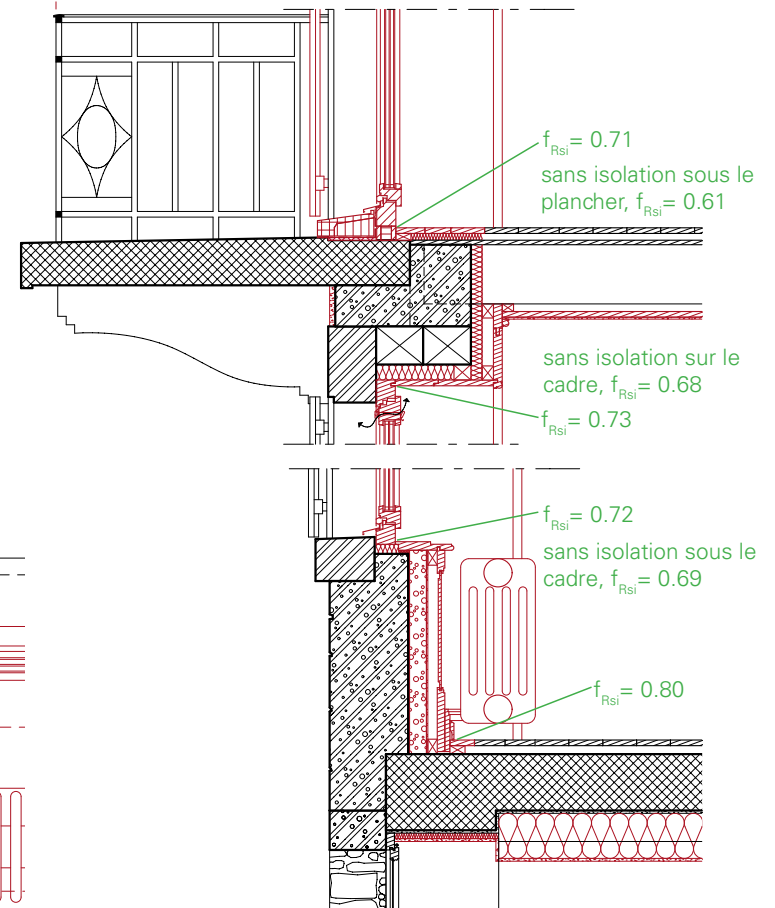 fRsi= 0.71
sans isolation sous le
plancher, fRsi= 0.61
sans isolation sur le
cadre, fRsi= 0.68
fRsi= 0.73
fRsi= 0.72
sans isolation sous le
cadre, fRsi= 0.69
fRsi= 0.80